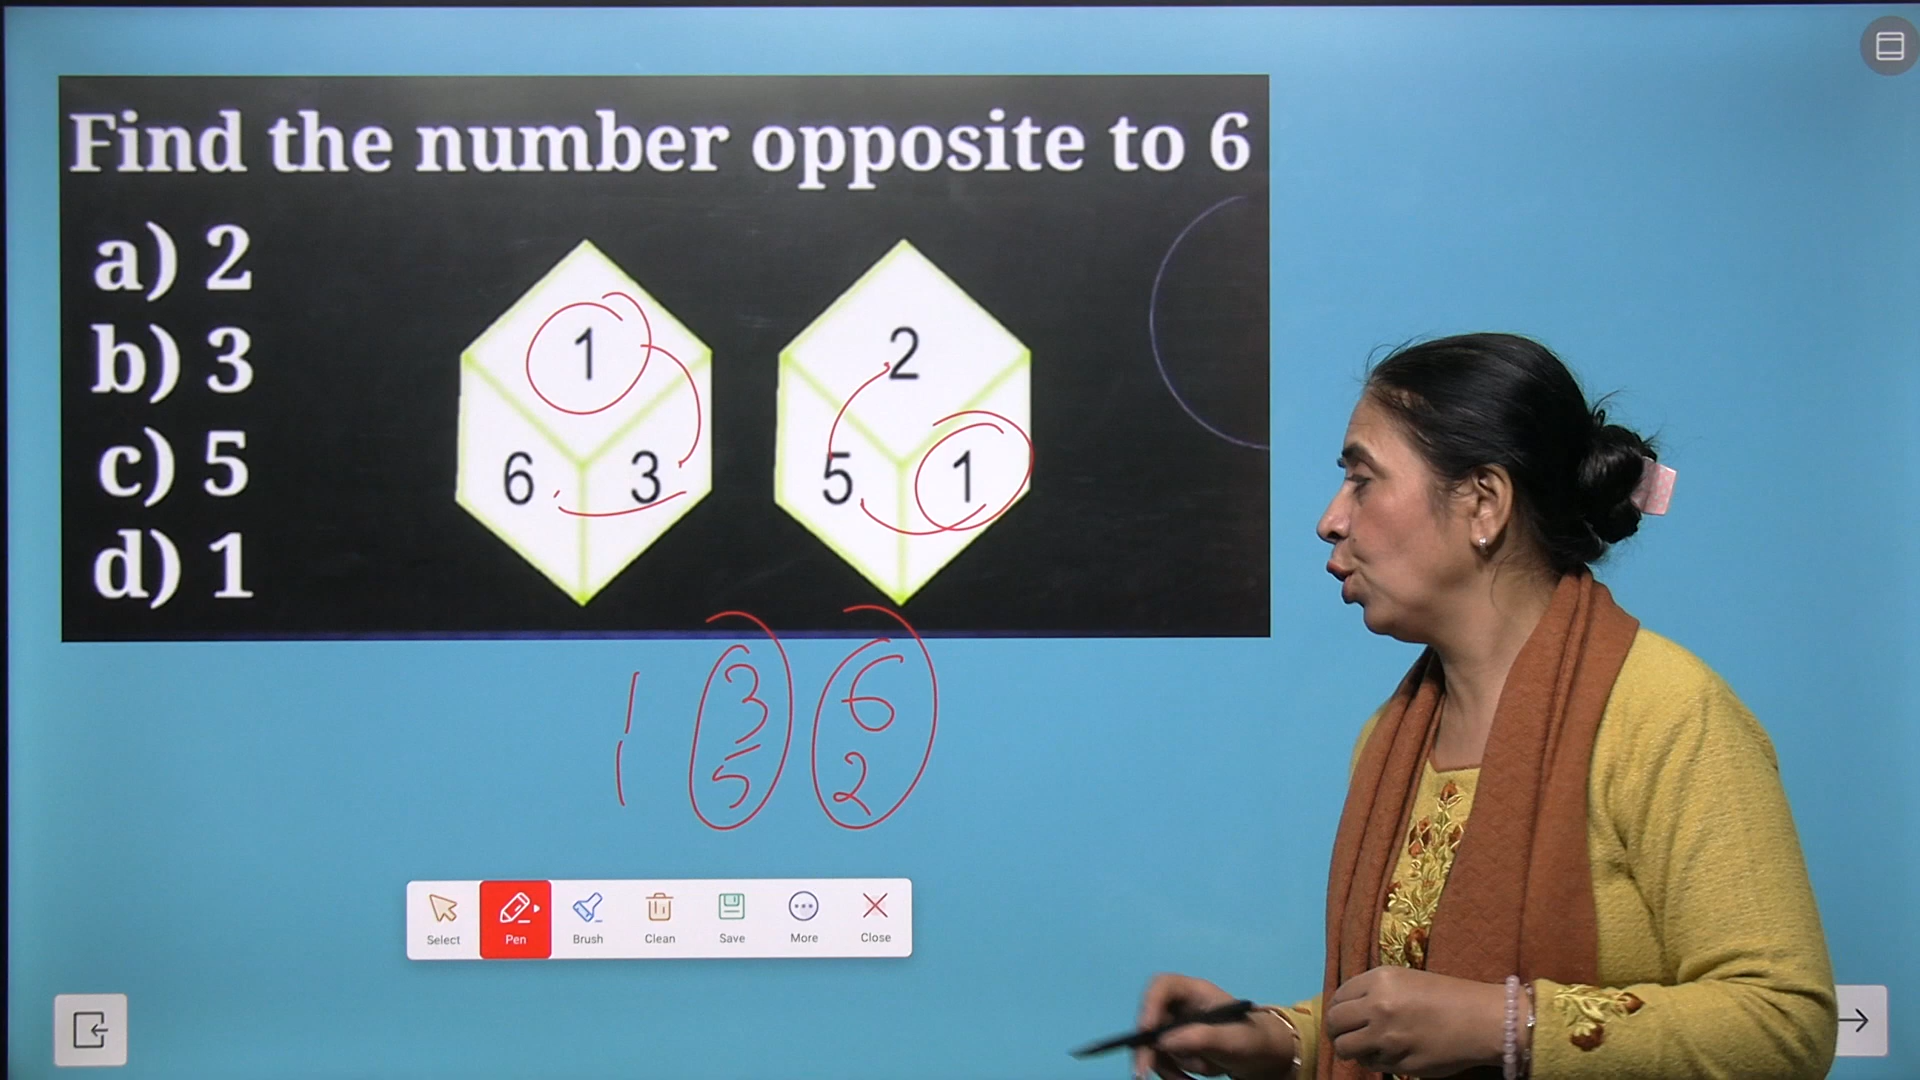 Find the number opposite to 6
a) 2
b) 3
c) 5
d) 1
1
6 3
2
5 1
1 3 6
1 5 2
Select Pen Brush Clean Save More Close